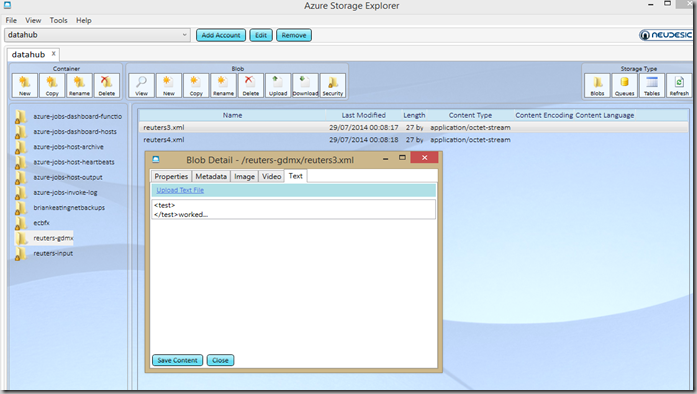 Azure Storage Explorer
File View Tools Help
datahub Add Account Edit Remove NEUDESIC
datahub x
Container Blob Storage Type
New Copy Rename Delete View New Copy Rename Delete Upload Download Security Blobs Queues Tables Refresh
azure-jobs-dashboard-functio
azure-jobs-dashboard-hosts
azure-jobs-host-archive
azure-jobs-host-heartbeats
azure-jobs-host-output
azure-jobs-invoke-log
briankeatingnetbackups
ecbfx
reuters-gdmx
reuters-input
Name Last Modified Length Content Type Content Encoding Content Language
reuters3.xml 29/07/2014 00:08:17 27 by application/octet-stream
reuters4.xml 29/07/2014 00:08:18 27 by application/octet-stream
Blob Detail - /reuters-gdmx/reuters3.xml
Properties Metadata Image Video Text
Upload Text File
<test>
</test>worked...
Save Content Close